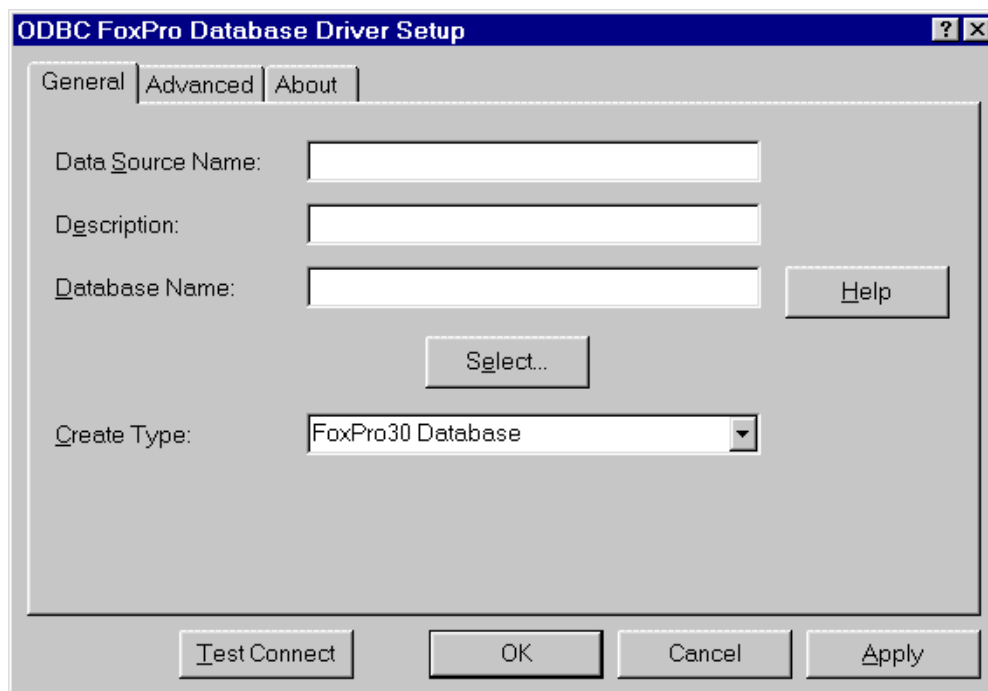 ODBC FoxPro Database Driver Setup
General Advanced About
Data Source Name:
Description:
Database Name:
Help
Select...
Create Type: FoxPro30 Database
Test Connect OK Cancel Apply